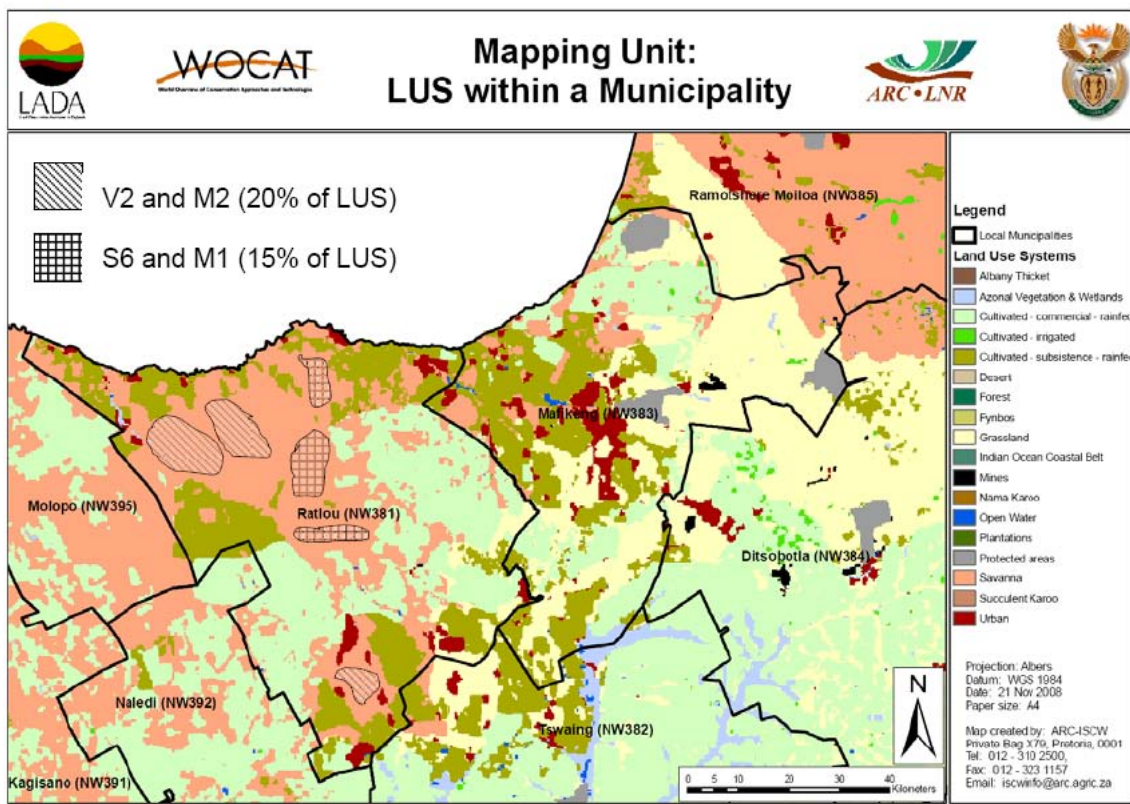 LADA
WOCAT
World Overview of Conservation Approaches and Technologies
Mapping Unit:
LUS within a Municipality
ARC • LNR
V2 and M2 (20% of LUS)
S6 and M1 (15% of LUS)
Ramotshere Moiloa (NW385)
Mafikeng (NW383)
Molopo (NW395)
Ratlou (NW381)
Ditsobotla (NW384)
Naledi (NW392)
Tswaing (NW382)
Kagisano (NW391)
N
0 5 10 20 30 40
Kilometers
Legend
Local Municipalities
Land Use Systems
Albany Thicket
Azonal Vegetation & Wetlands
Cultivated - commercial - rainfed
Cultivated - irrigated
Cultivated - subsistence - rainfed
Desert
Forest
Fynbos
Grassland
Indian Ocean Coastal Belt
Mines
Nama Karoo
Open Water
Plantations
Protected areas
Savanna
Succulent Karoo
Urban
Projection: Albers
Datum: WGS 1984
Date: 21 Nov 2008
Paper size: A4
Map created by: ARC-ISCW
Private Bag X79, Pretoria, 0001
Tel: 012 - 310 2500,
Fax: 012 - 323 1157
Email: iscwinfo@arc.agric.za